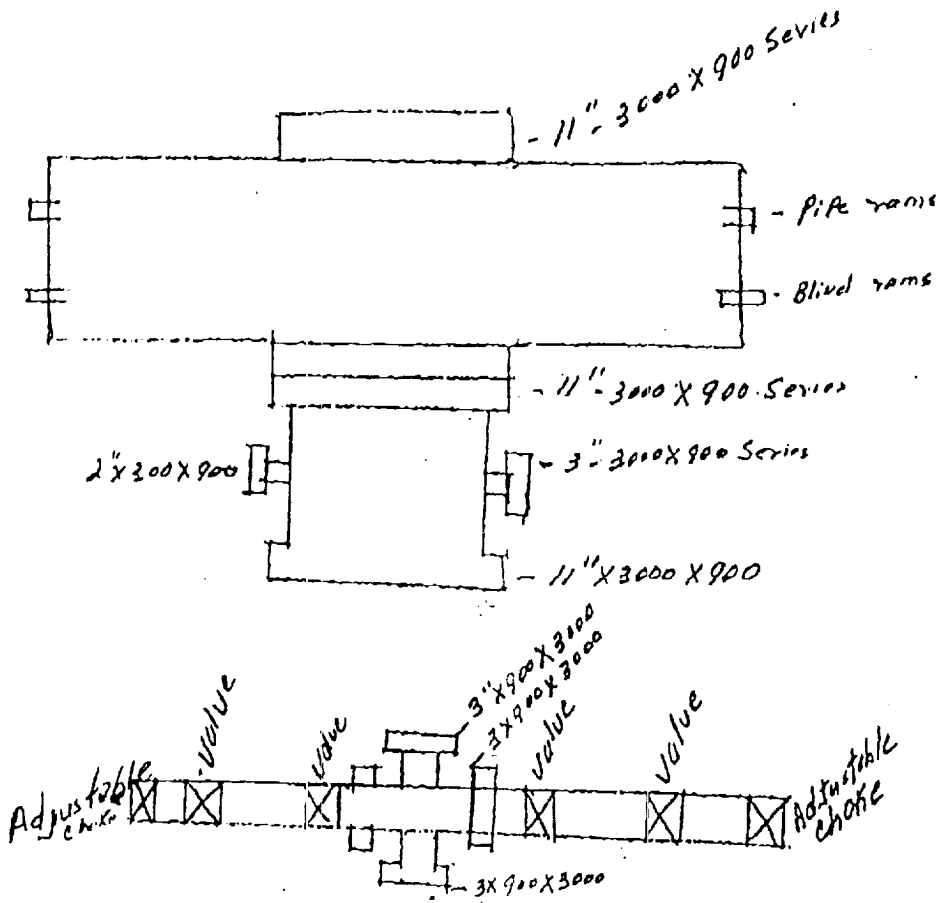 - 11" - 3000 X 900 Series
- Pipe rams
- Blind rams
- 11" - 3000 X 900 Series
2" X 300 X 900
- 3" - 3000 X 900 Series
- 11" X 3000 X 900
- 3" X 900 X 3000
- 3 X 900 X 3000
- Valve
Valve
Valve
Valve
Adjustable
choke
Adjustable
choke
- 3 X 900 X 3000